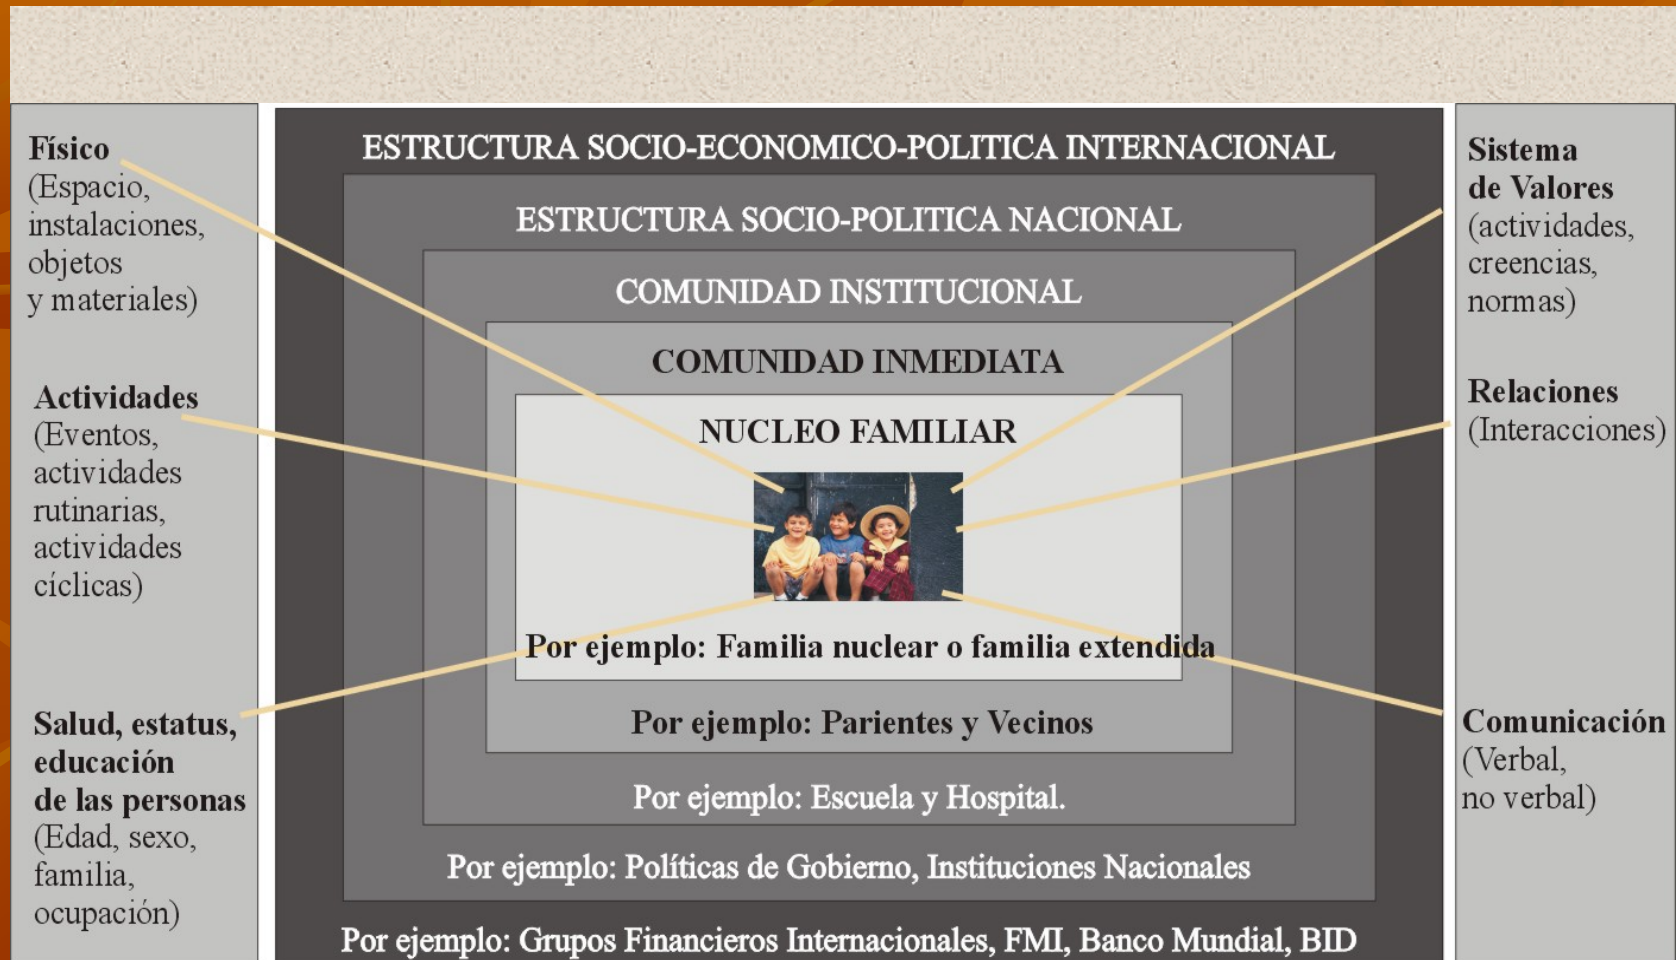 Físico
(Espacio,
instalaciones,
objetos
y materiales)
Actividades
(Eventos,
actividades
rutinarias,
actividades
cíclicas)
Salud, estatus,
educación
de las personas
(Edad, sexo,
familia,
ocupación)
ESTRUCTURA SOCIO-ECONOMICO-POLITICA INTERNACIONAL
ESTRUCTURA SOCIO-POLITICA NACIONAL
COMUNIDAD INSTITUCIONAL
COMUNIDAD INMEDIATA
NUCLEO FAMILIAR
Por ejemplo: Familia nuclear o familia extendida
Por ejemplo: Parientes y Vecinos
Por ejemplo: Escuela y Hospital.
Por ejemplo: Políticas de Gobierno, Instituciones Nacionales
Por ejemplo: Grupos Financieros Internacionales, FMI, Banco Mundial, BID
Sistema
de Valores
(actividades,
creencias,
normas)
Relaciones
(Interacciones)
Comunicación
(Verbal,
no verbal)